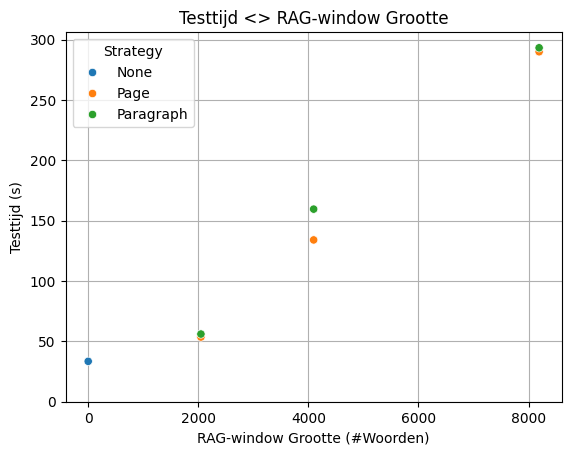 Testtijd <> RAG-window Grootte
Strategy
None
Page
Paragraph
Testtijd (s)
300
250
200
150
100
50
0
0 2000 4000 6000 8000
RAG-window Grootte (#Woorden)